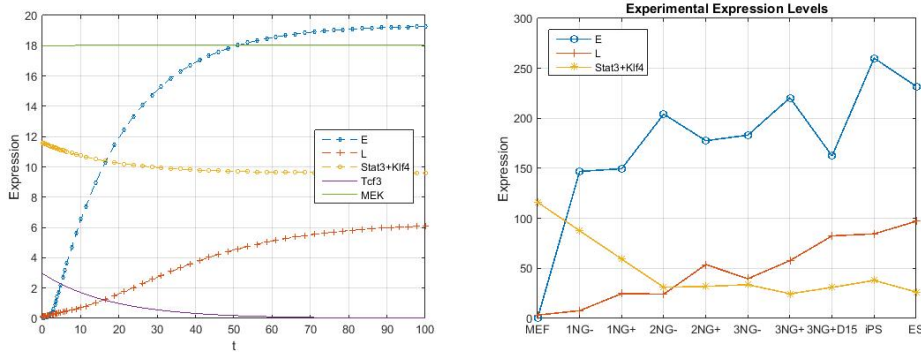 20
18
16
14
12
10
8
6
4
2
0
Expression
E
L
Stat3+Klf4
Tcf3
MEK
0 10 20 30 40 50 60 70 80 90 100
t
Experimental Expression Levels
300
250
200
150
100
50
0
Expression
E
L
Stat3+Klf4
MEF 1NG- 1NG+ 2NG- 2NG+ 3NG- 3NG+ 3NG+D15 iPS ES